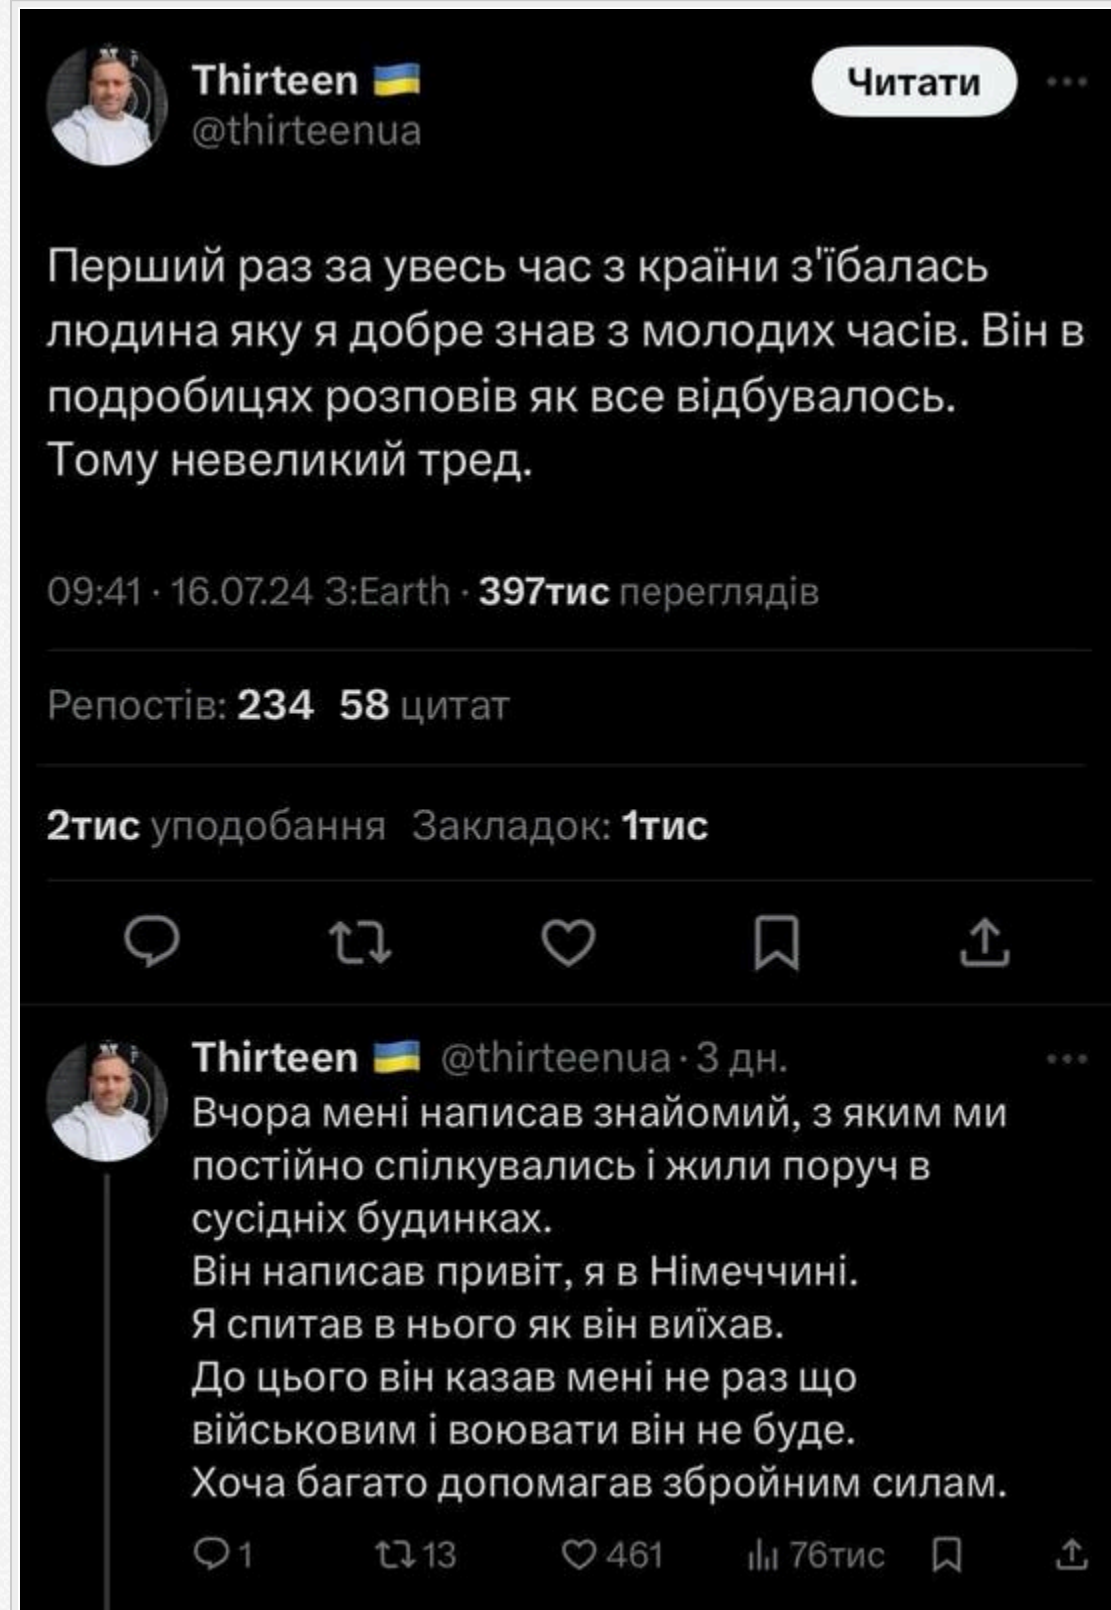 Thirteen 🇺🇦
Читати
@thirteenua
Перший раз за увесь час з країни з'їбалась
людина яку я добре знав з молодих часів. Він в
подробицях розповів як все відбувалось.
Тому невеликий тред.
09:41 · 16.07.24 З:Earth · 397тис переглядів
Репостів: 234 58 цитат
2тис уподобання Закладок: 1тис
Thirteen 🇺🇦 @thirteenua · 3 дн.
Вчора мені написав знайомий, з яким ми
постійно спілкувались і жили поруч в
сусідніх будинках.
Він написав привіт, я в Німеччині.
Я спитав в нього як він виїхав.
До цього він казав мені не раз що
військовим і воювати він не буде.
Хоча багато допомагав збройним силам.
1 13 461 76тис